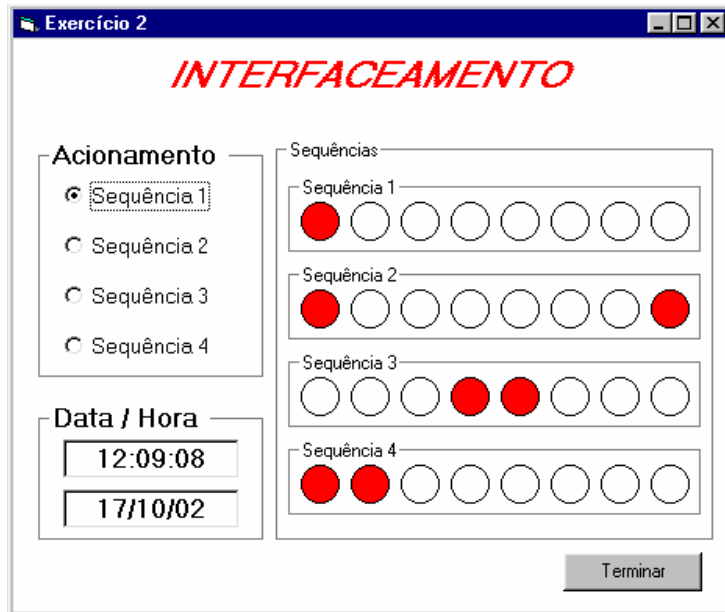 Exercício 2
INTERFACEAMENTO
Acionamento
Sequência 1
Sequência 2
Sequência 3
Sequência 4
Data / Hora
12:09:08
17/10/02
Sequências
Sequência 1
Sequência 2
Sequência 3
Sequência 4
Terminar